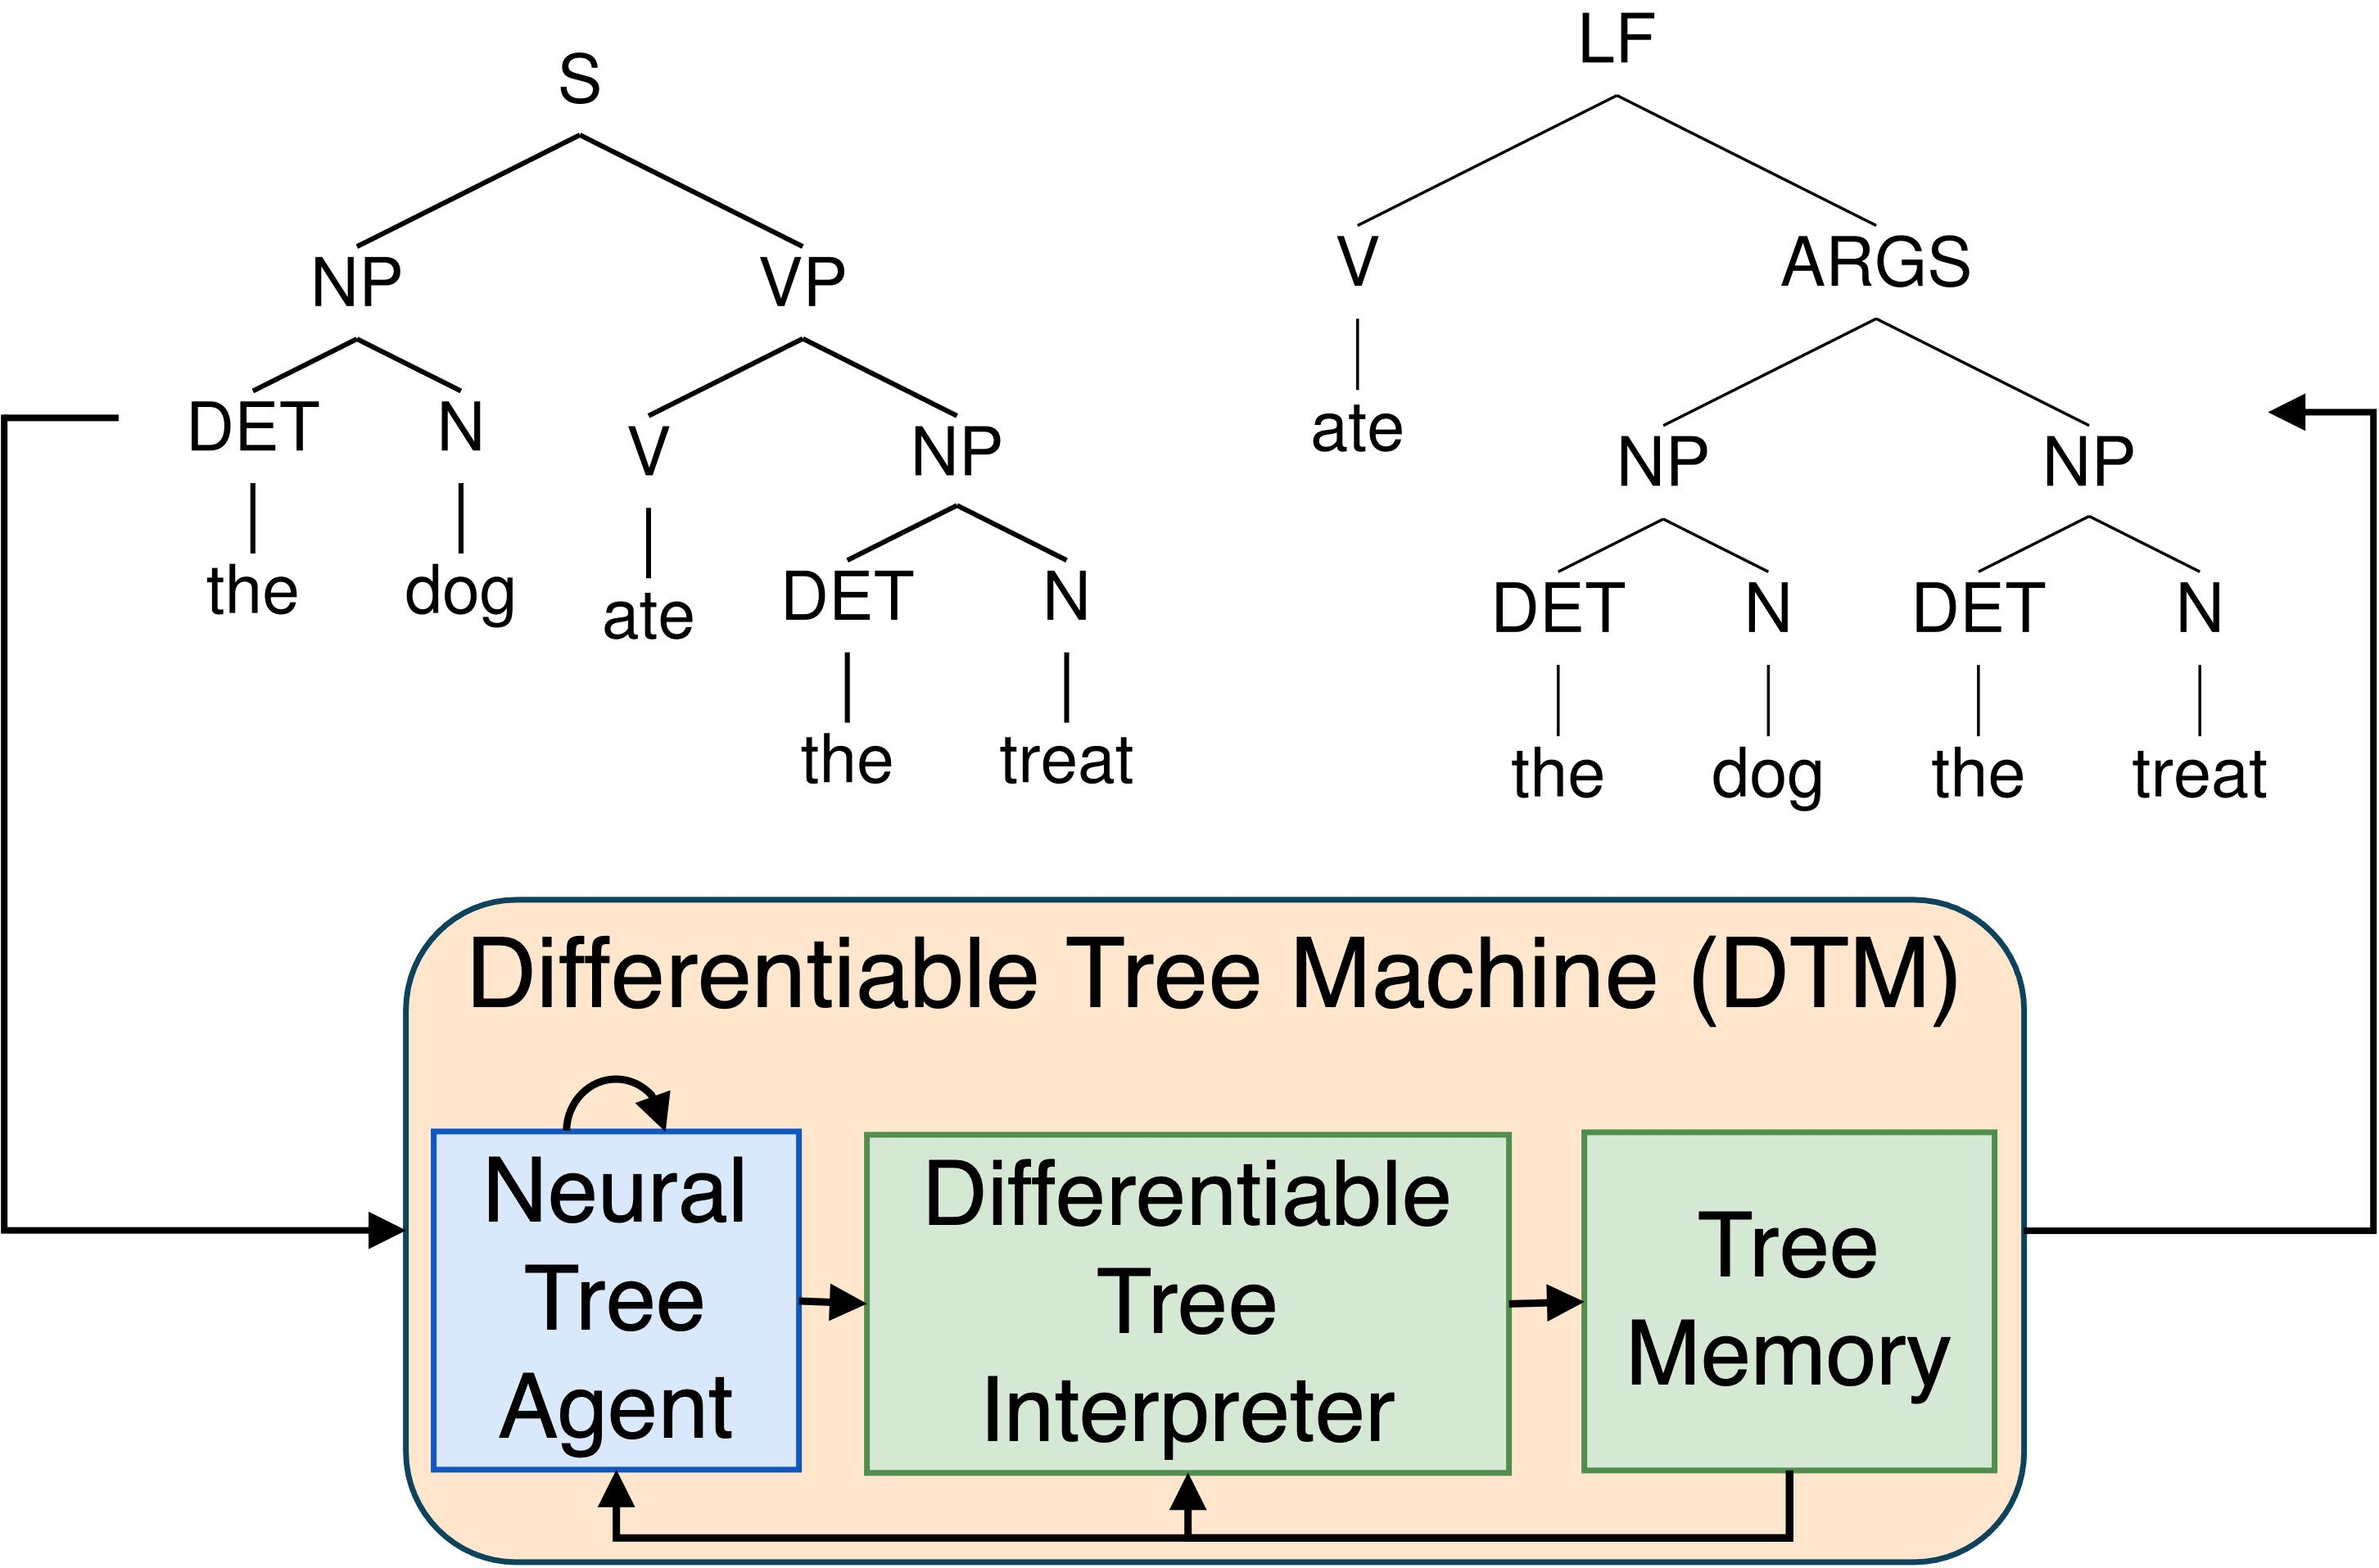 S
NP VP
DET N
V NP
the dog
ate DET N
the treat
LF
V ARGS
ate
NP NP
DET N DET N
the dog the treat
Differentiable Tree Machine (DTM)
Neural
Tree
Agent
Differentiable
Tree
Interpreter
Tree
Memory